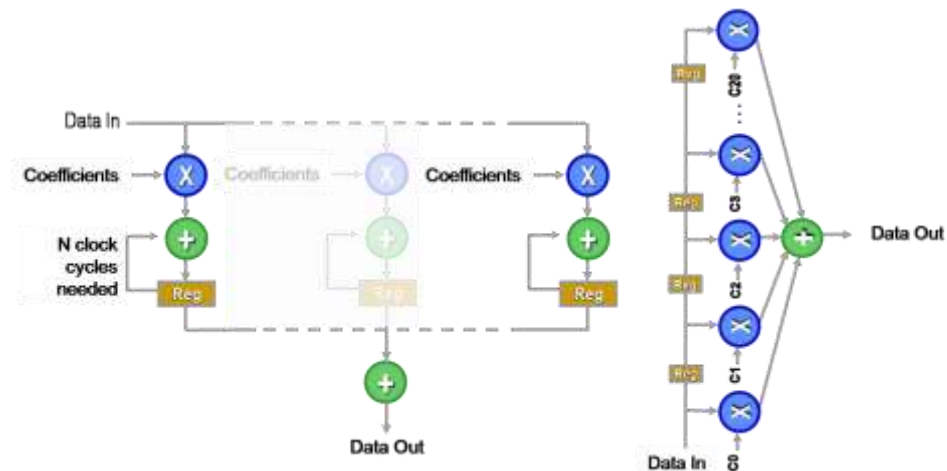 Data In
Coefficients
X
Coefficients
X
Coefficients
X
+
+
+
N clock
cycles
needed
Reg
Reg
Reg
+
Data Out
X
Reg
C20
...
X
C3
Reg
X
+
Data Out
C2
Reg
X
C1
Reg
X
Data In
C0